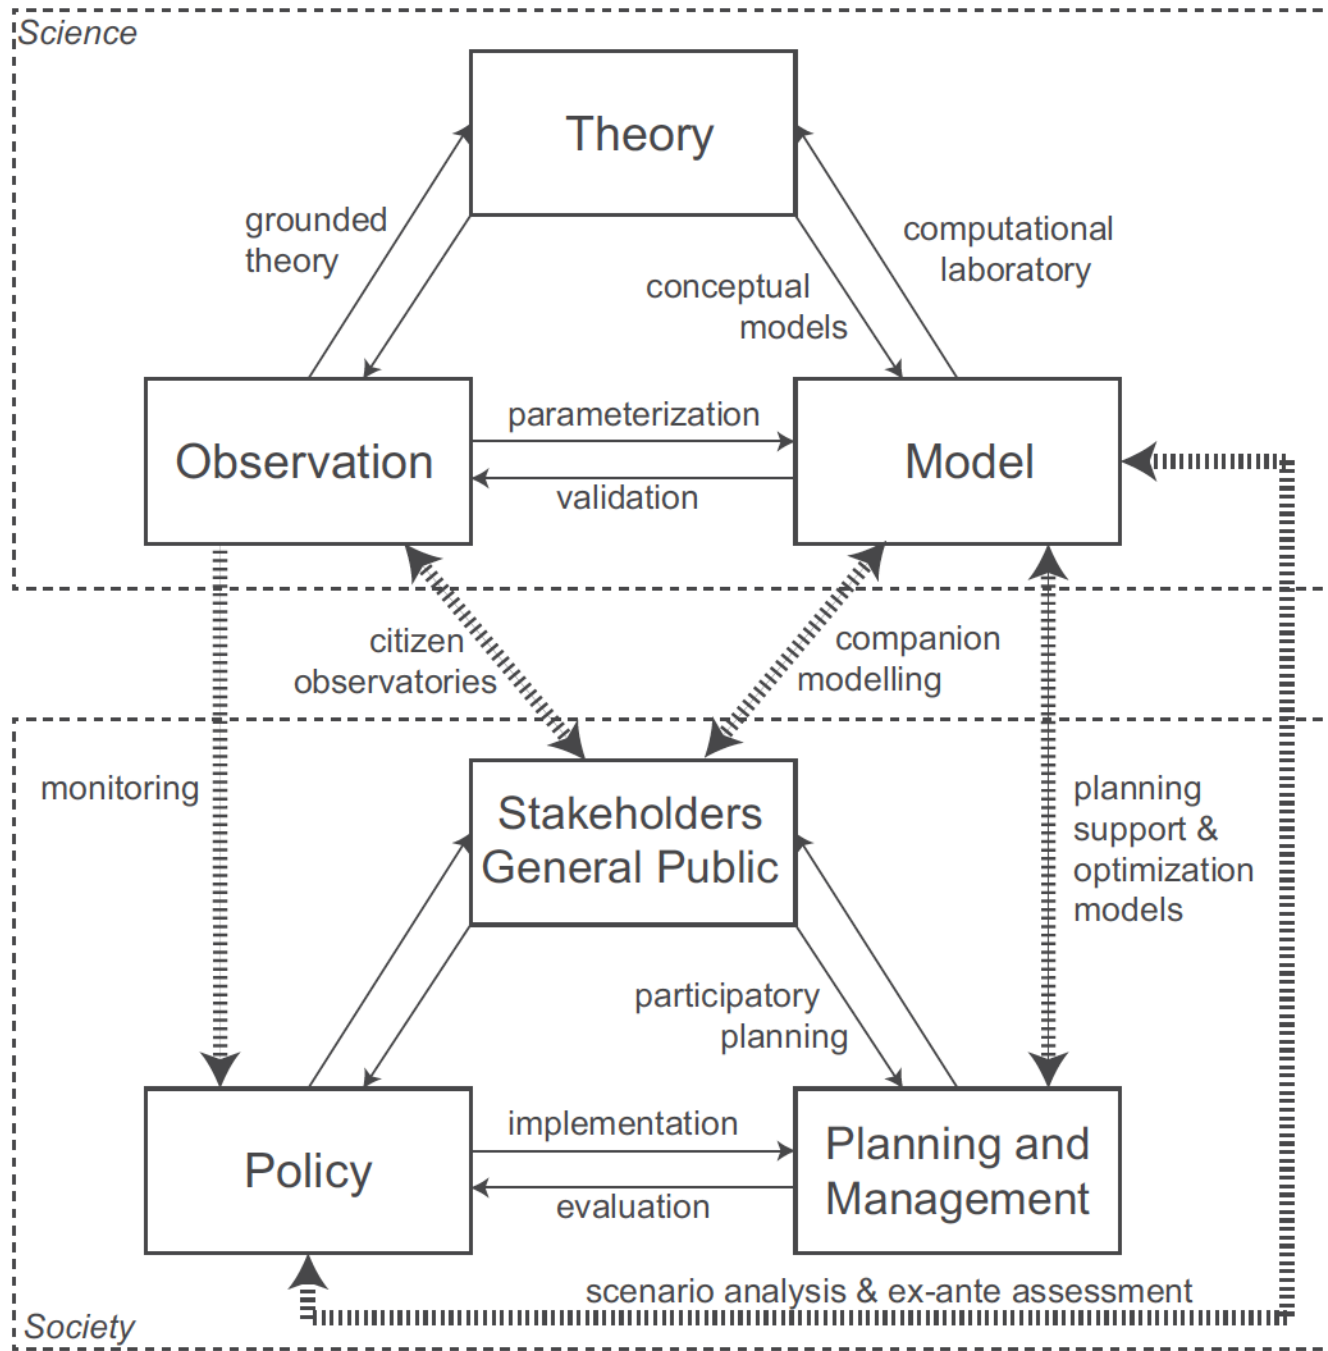 Science
Theory
grounded
theory
computational
laboratory
conceptual
models
parameterization
Observation
Model
validation
citizen
observatories
companion
modelling
monitoring
Stakeholders
General Public
planning
support &
optimization
models
participatory
planning
implementation
Policy
Planning and
Management
evaluation
scenario analysis & ex-ante assessment
Society